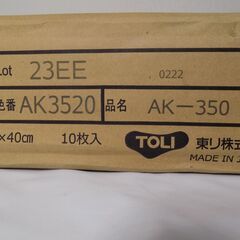 Lot 23EE 0222
色番 AK3520 品名 AK－350
×40㎝ 10枚入 TOLI 東リ株式
MADE IN J